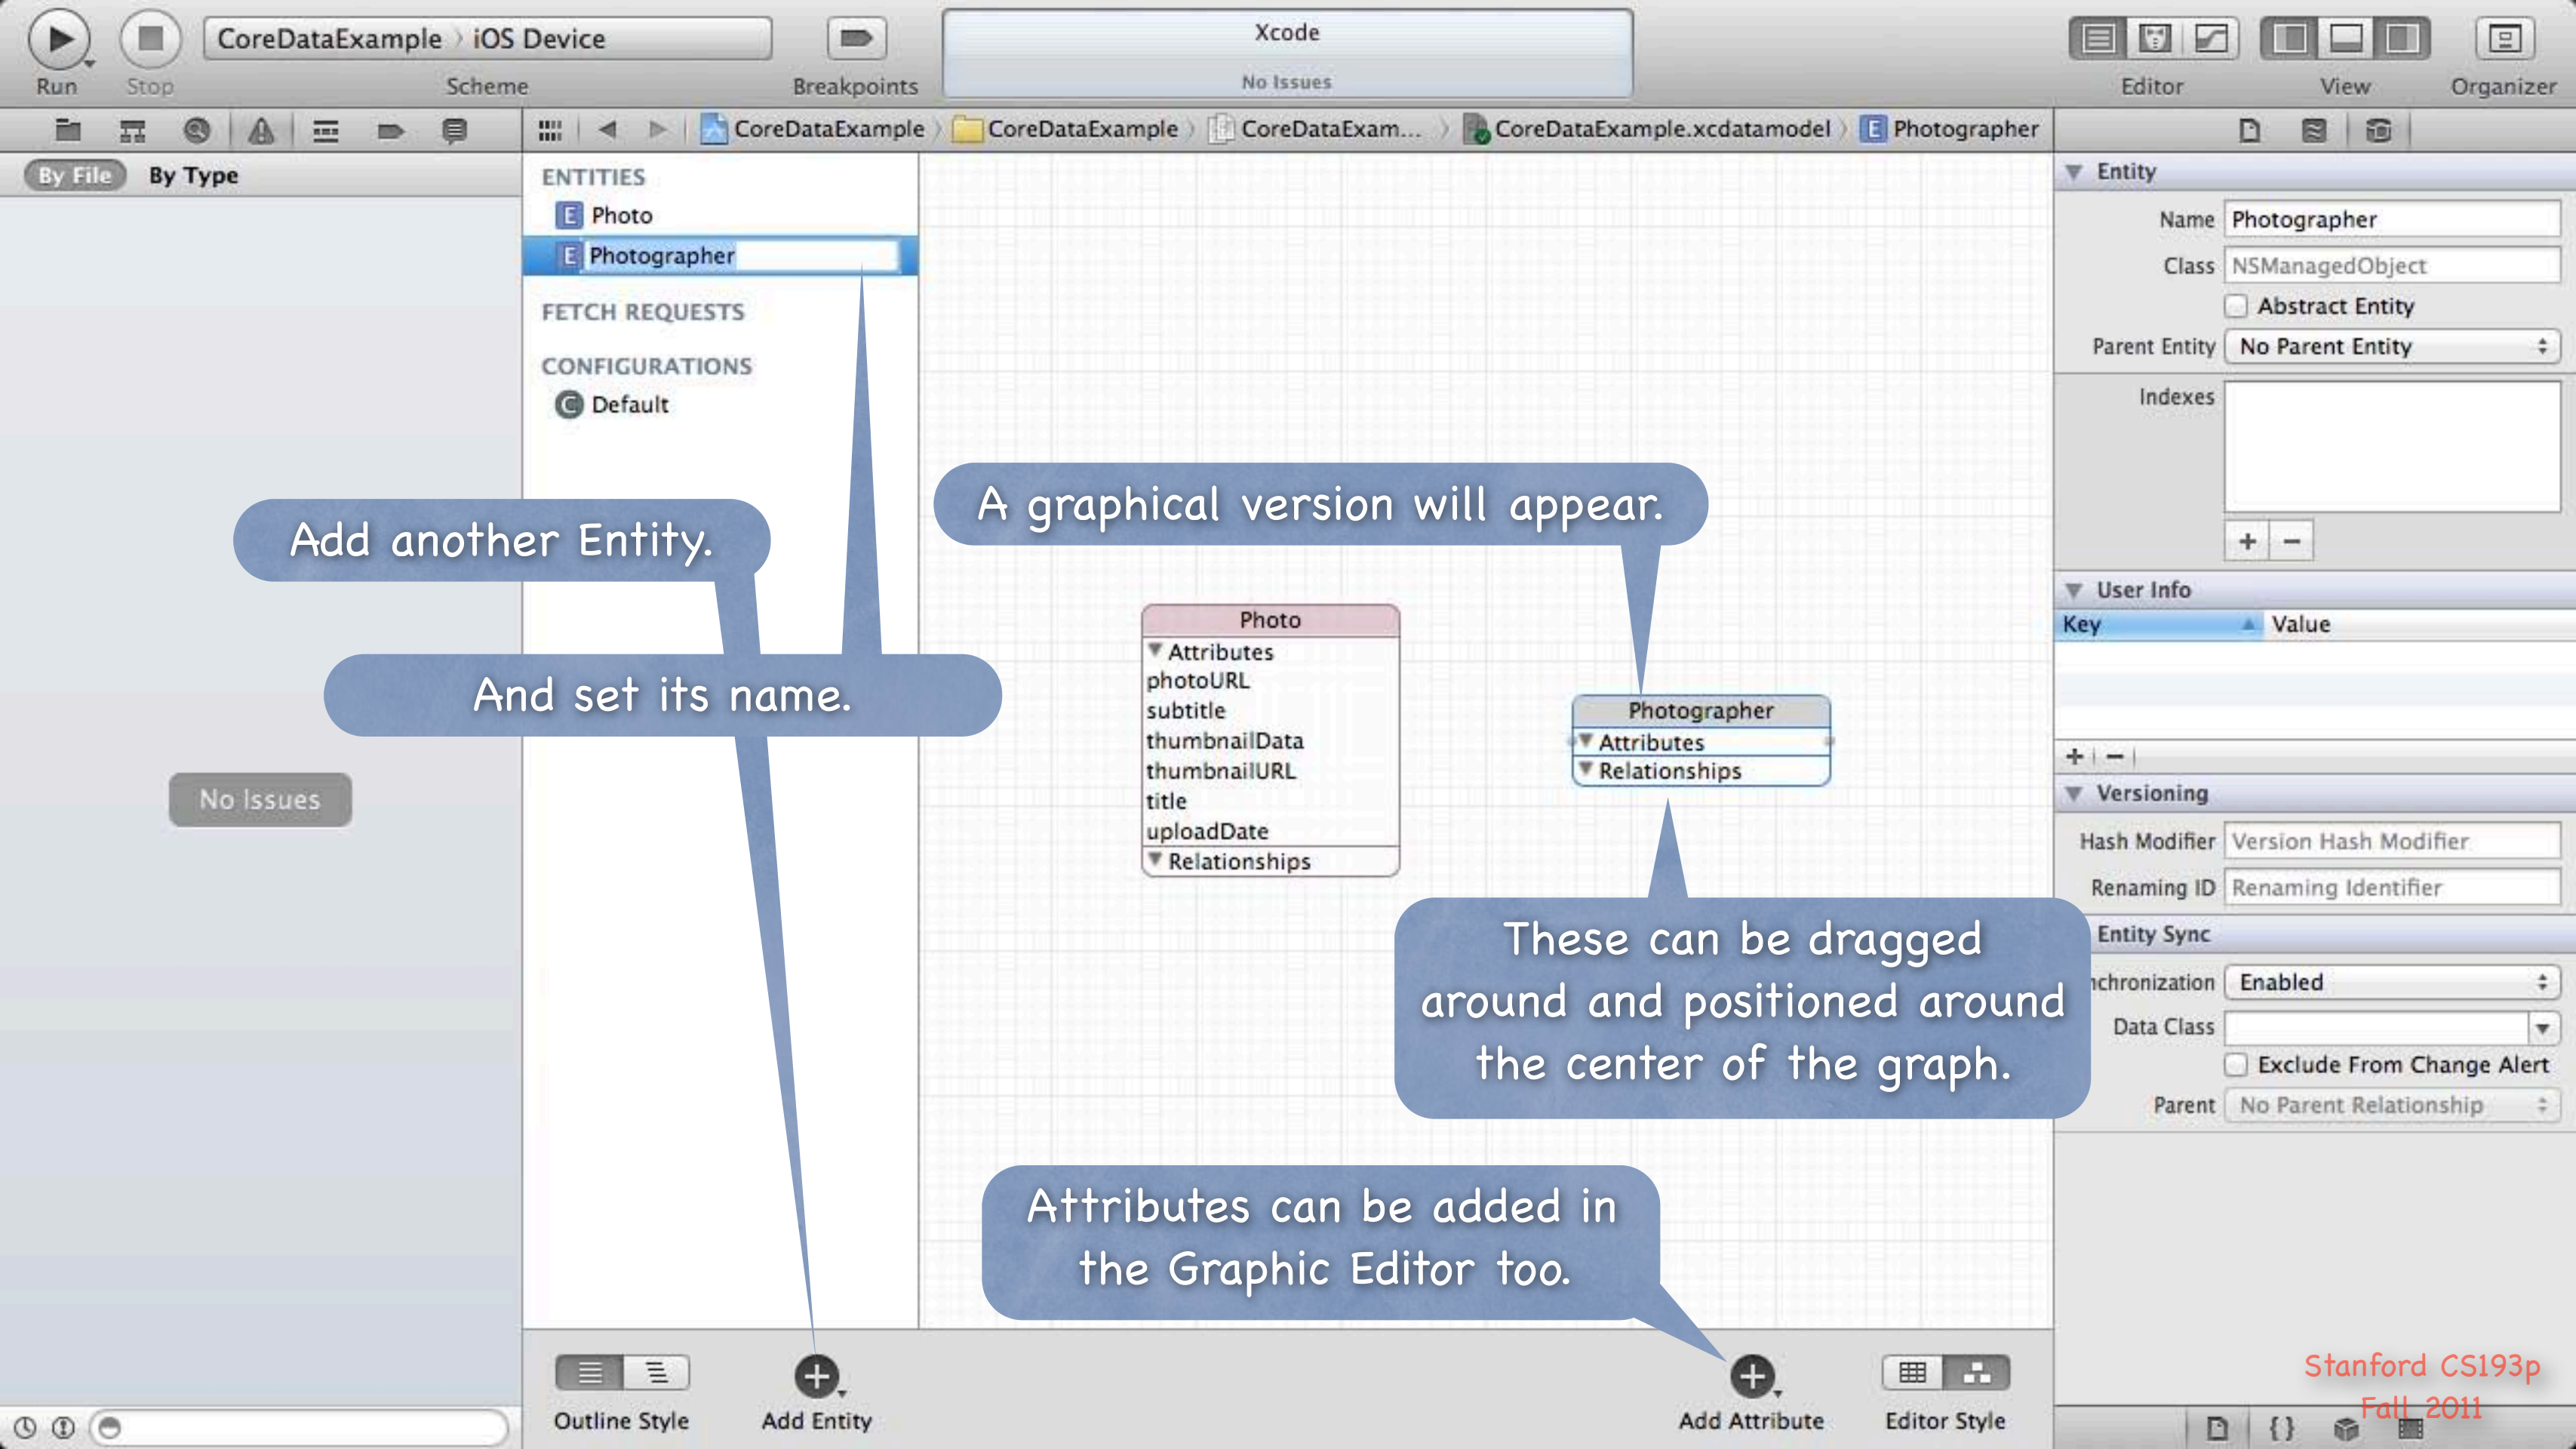 CoreDataExample iOS Device
Xcode
No Issues
Run Stop Scheme Breakpoints
Editor View Organizer
CoreDataExample CoreDataExample CoreDataExam... CoreDataExample.xcdatamodel E Photographer
By File By Type
ENTITIES
E Photo
E Photographer
FETCH REQUESTS
CONFIGURATIONS
C Default
Add another Entity.
And set its name.
No Issues
A graphical version will appear.
Photo
Attributes
photoURL
subtitle
thumbnailData
thumbnailURL
title
uploadDate
Relationships
Photographer
Attributes
Relationships
These can be dragged
around and positioned around
the center of the graph.
Attributes can be added in
the Graphic Editor too.
Outline Style Add Entity Add Attribute Editor Style
Entity
Name Photographer
Class NSManagedObject
Abstract Entity
Parent Entity No Parent Entity
Indexes
User Info
Key Value
Versioning
Hash Modifier Version Hash Modifier
Renaming ID Renaming Identifier
Entity Sync
nchronization Enabled
Data Class
Exclude From Change Alert
Parent No Parent Relationship
Stanford CS193p
Fall 2011